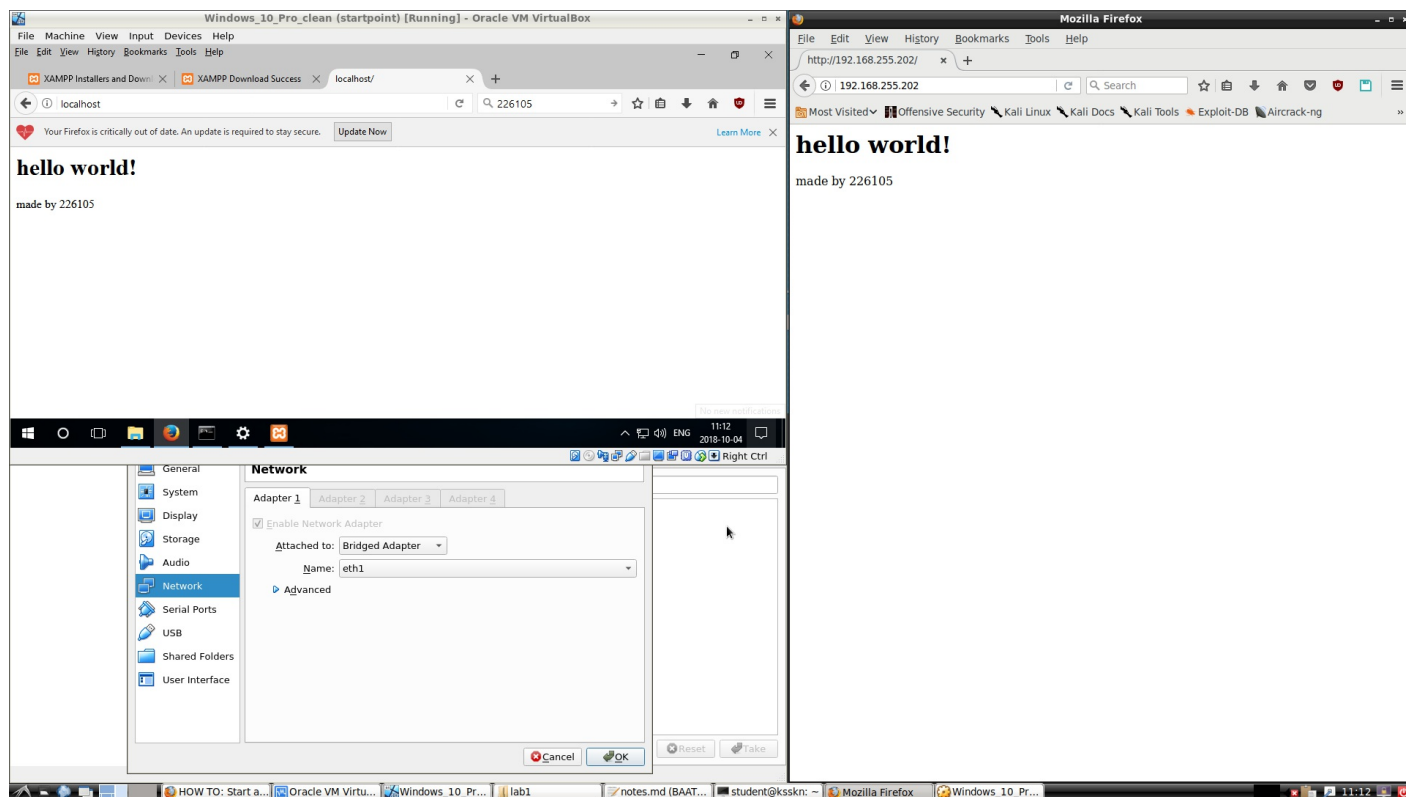 Windows_10_Pro_clean (startpoint) [Running] - Oracle VM VirtualBox
File Machine View Input Devices Help
File Edit View History Bookmarks Tools Help
XAMPP Installers and Downl
XAMPP Download Success
localhost/
localhost
226105
Your Firefox is critically out of date. An update is required to stay secure.
Update Now
Learn More
hello world!
made by 226105
No new notifications
ENG
11:12
2018-10-04
Right Ctrl
General
System
Display
Storage
Audio
Network
Serial Ports
USB
Shared Folders
User Interface
Network
Adapter 1
Adapter 2
Adapter 3
Adapter 4
Enable Network Adapter
Attached to: Bridged Adapter
Name: eth1
Advanced
Cancel
OK
Reset
Take
Mozilla Firefox
File Edit View History Bookmarks Tools Help
http://192.168.255.202/
192.168.255.202
Search
Most Visited
Offensive Security
Kali Linux
Kali Docs
Kali Tools
Exploit-DB
Aircrack-ng
»
hello world!
made by 226105
HOW TO: Start a...
Oracle VM Virtu...
Windows_10_Pr...
lab1
notes.md (BAAT...
student@ksskn: ~
Mozilla Firefox
Windows_10_Pr...
11:12